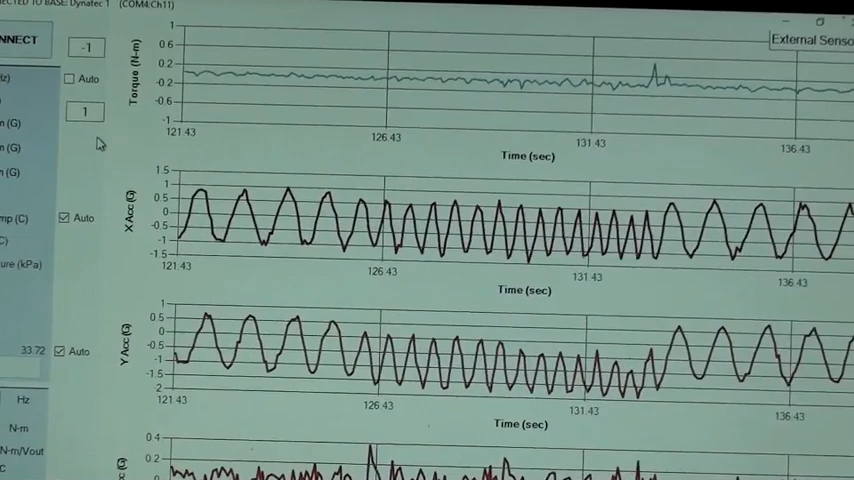 NECTED TO BASE: Dynatec 1 (COM4:Ch11)
NNECT
-1
Auto
1
Hz)
n (G)
n (G)
n (G)
mp (C)
Auto
C)
ure (kPa)
33.72
Auto
Hz
N-m
N-m/Vout
C
External Senso
Torque (N-m)
1
0.6
0.2
-0.2
-0.6
-1
121.43
126.43
131.43
136.43
Time (sec)
X Acc (G)
1.5
1
0.5
0
-0.5
-1
-1.5
121.43
126.43
131.43
136.43
Time (sec)
Y Acc (G)
1
0.5
0
-0.5
-1
-1.5
2
121.43
126.43
131.43
136.43
Time (sec)
(G)
0.4
0.2
0